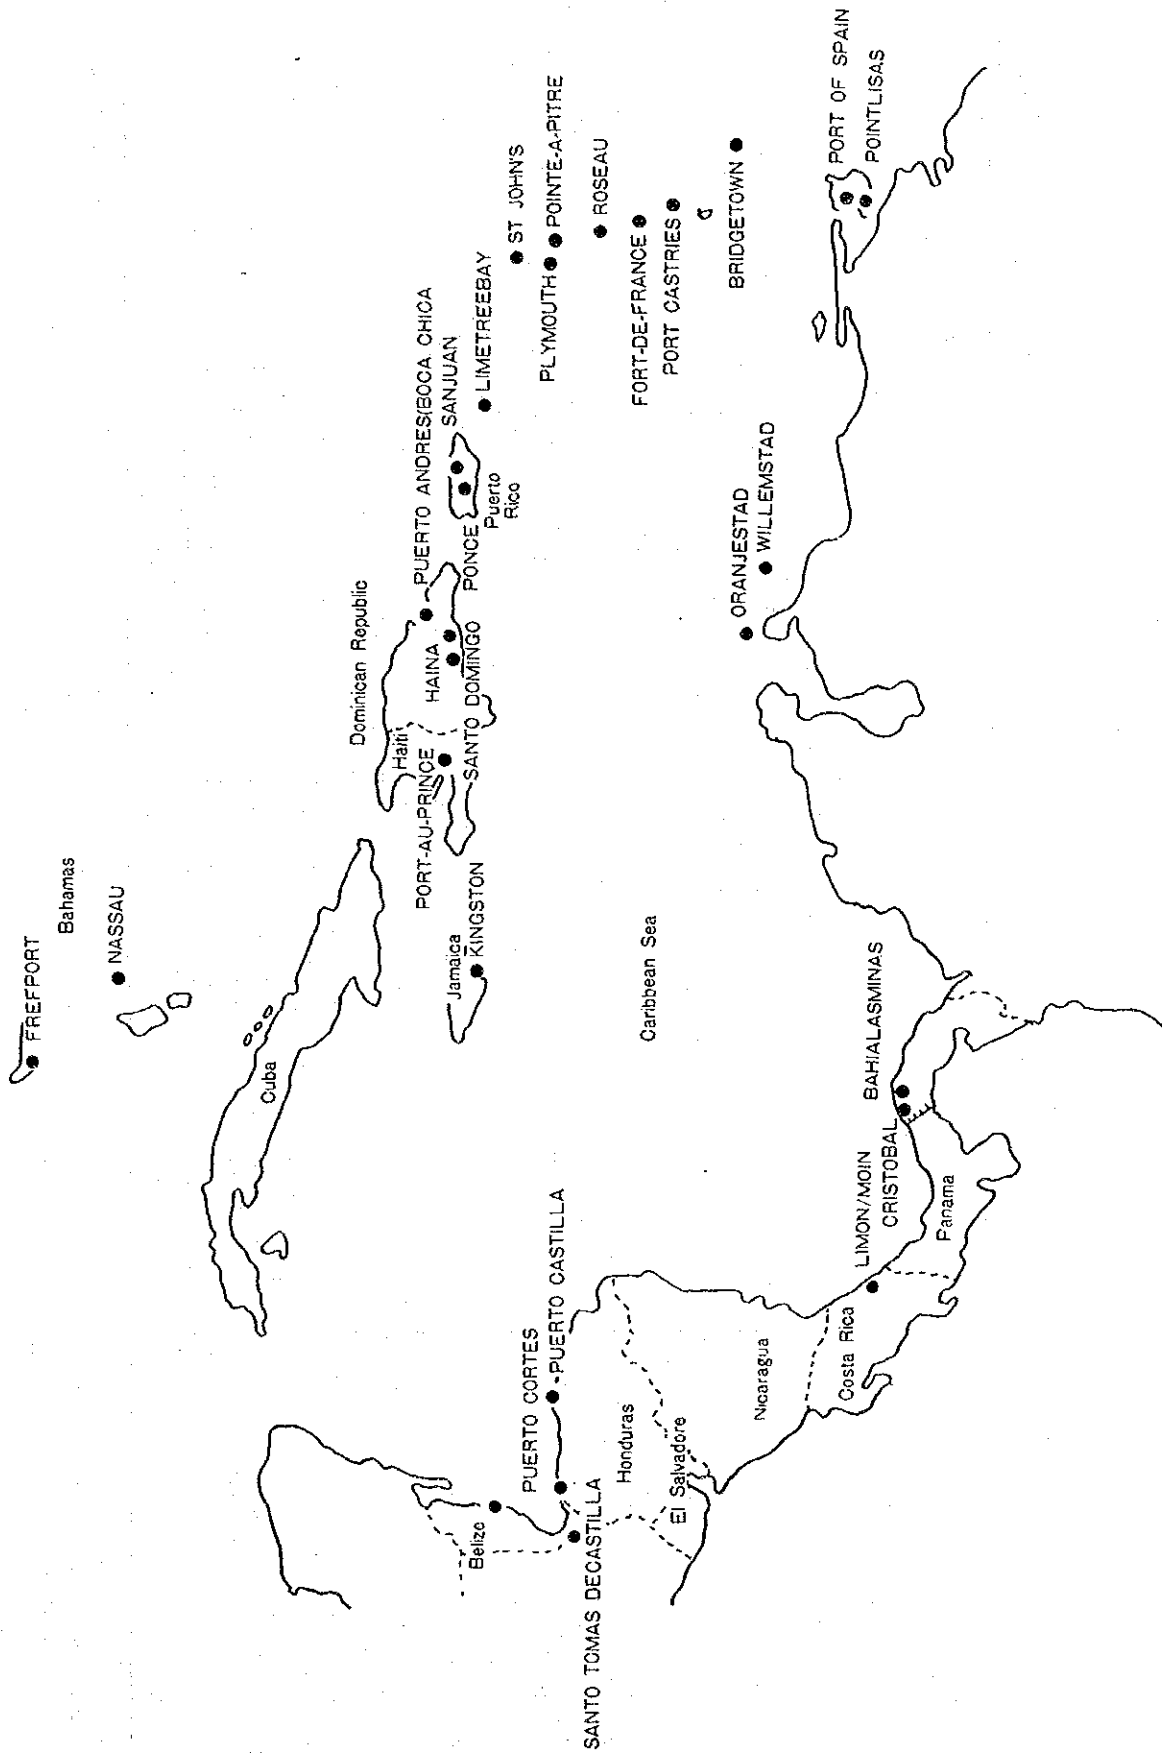 FREFPORT
Bahamas
NASSAU
Cuba
Dominican Republic
Haiti
HAINA
PUERTO ANDRES(BOCA CHICA
SANJUAN
PORT-AU-PRINCE
SANTO DOMINGO
PONCE
Puerto
Rico
LIMETREEBAY
Jamaica
KINGSTON
ST JOHN'S
PLYMOUTH
POINTE-A-PITRE
ROSEAU
FORT-DE-FRANCE
PORT CASTRIES
BRIDGETOWN
PORT OF SPAIN
POINTLISAS
ORANJESTAD
WILLEMSTAD
Caribbean Sea
Belize
PUERTO CORTES
PUERTO CASTILLA
SANTO TOMAS DECASTILLA
Honduras
El Salvadore
Nicaragua
Costa Rica
LIMON/MOIN
CRISTOBAL
BAHIALASMINAS
Panama